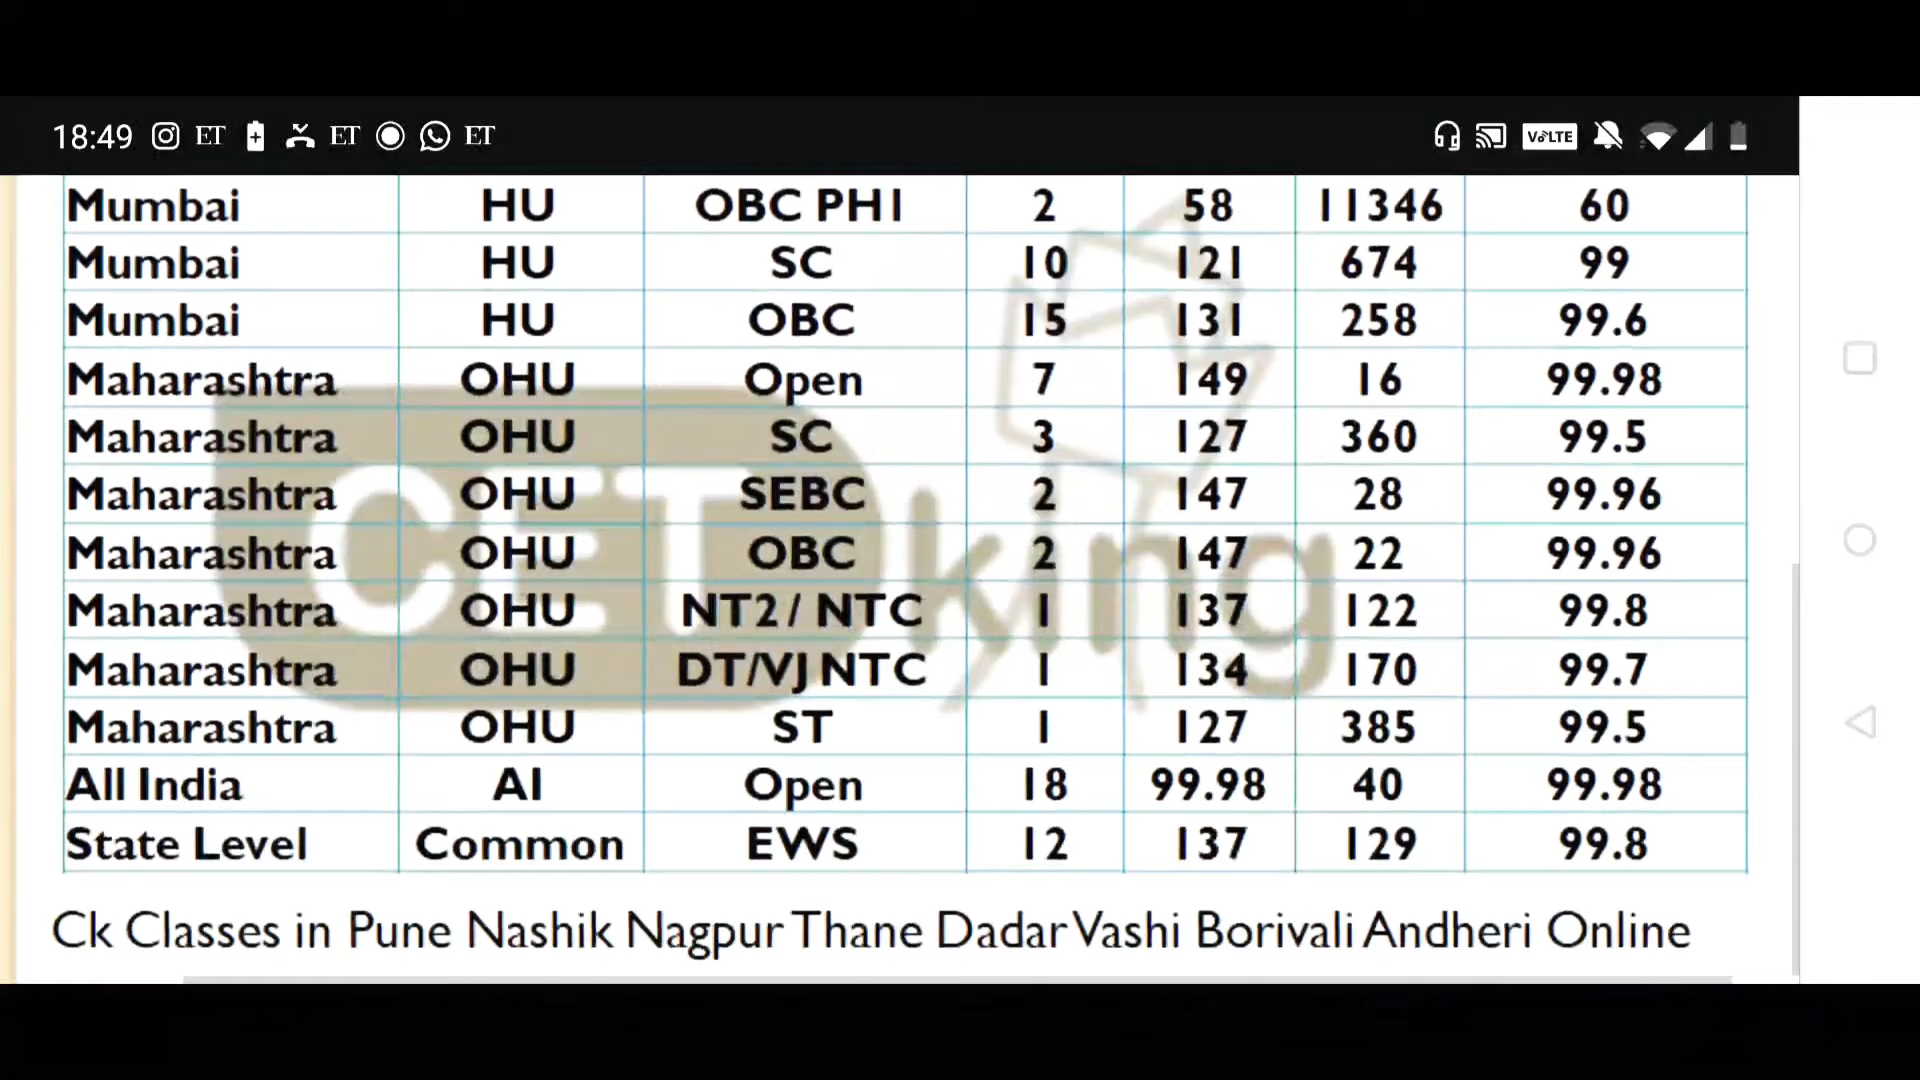 18:49 ET ET ET VoLTE
Mumbai HU OBC PH1 2 58 11346 60
Mumbai HU SC 10 121 674 99
Mumbai HU OBC 15 131 258 99.6
Maharashtra OHU Open 7 149 16 99.98
Maharashtra OHU SC 3 127 360 99.5
Maharashtra OHU SEBC 2 147 28 99.96
Maharashtra OHU OBC 2 147 22 99.96
Maharashtra OHU NT2/ NTC 1 137 122 99.8
Maharashtra OHU DT/VJ NTC 1 134 170 99.7
Maharashtra OHU ST 1 127 385 99.5
All India AI Open 18 99.98 40 99.98
State Level Common EWS 12 137 129 99.8
CETking
Ck Classes in Pune Nashik Nagpur Thane Dadar Vashi Borivali Andheri Online